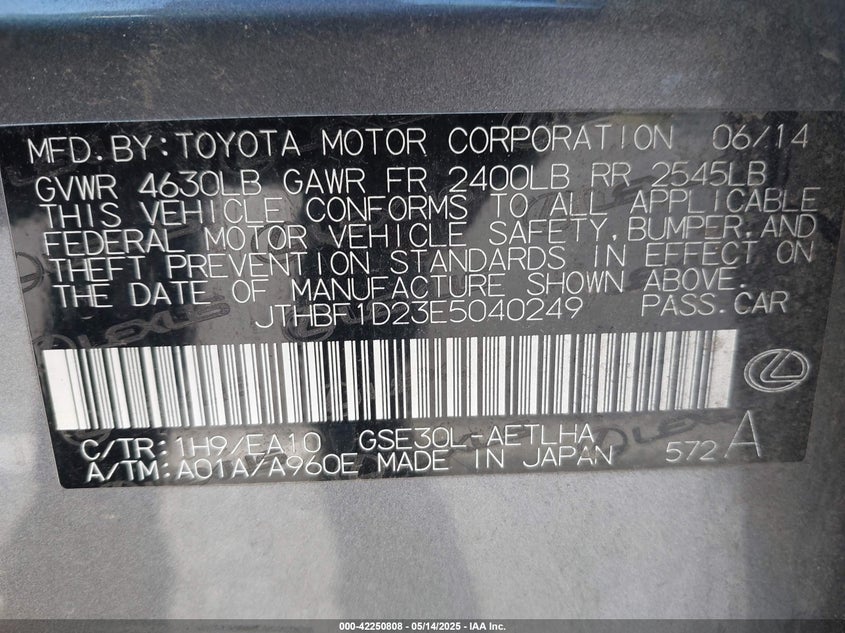 MFD.BY:TOYOTA MOTOR CORPORATION 06/14
GVWR 4630LB GAWR FR 2400LB RR 2545LB
THIS VEHICLE CONFORMS TO ALL APPLICABLE
FEDERAL MOTOR VEHICLE SAFETY,BUMPER,AND
THEFT PREVENTION STANDARDS IN EFFECT ON
THE DATE OF MANUFACTURE SHOWN ABOVE.
JTHBF1D23E5040249 PASS.CAR
C/TR:1H9/EA10 GSE30L-AETLHA
A/TM:A01A/A960E MADE IN JAPAN 572 A
000-42250808 - 05/14/2025 - IAA Inc.